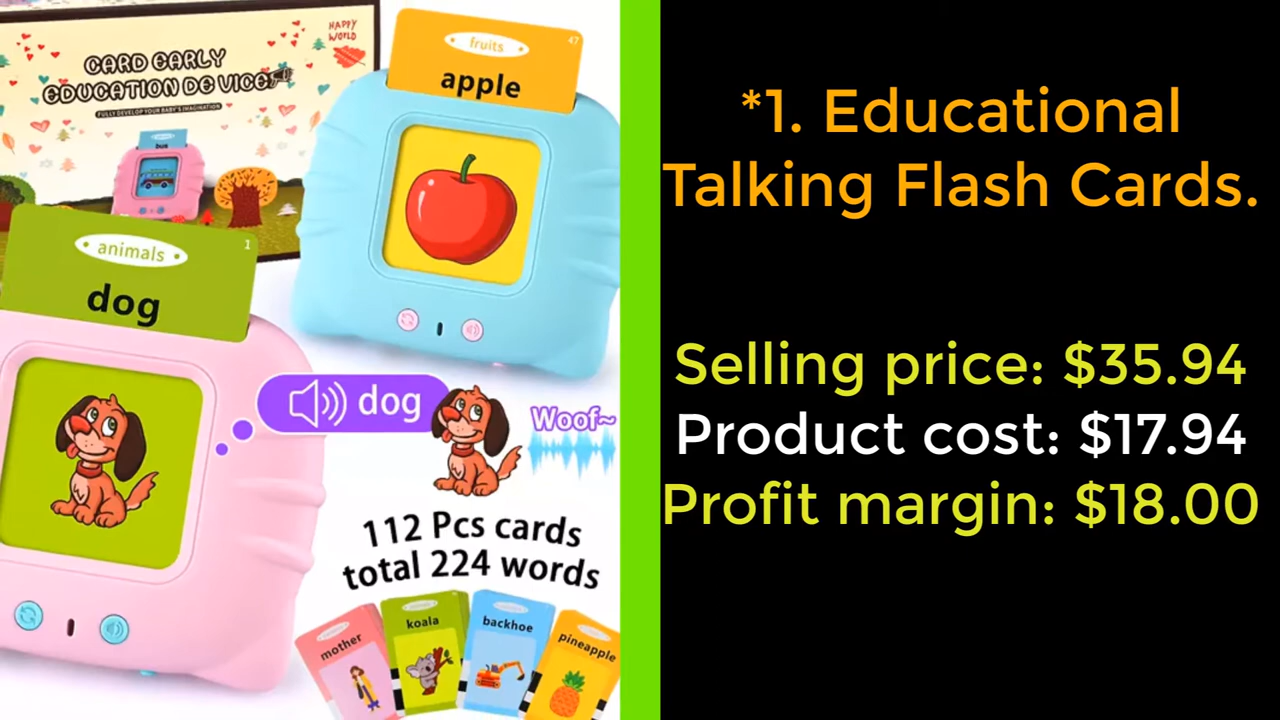 CARD EARLY
EDUCATION DE VICE
FULLY DEVELOP YOUR BABY'S IMAGINATION
HAPPY
WORLD
bus
fruits
47
apple
animals
1
dog
dog
Woof~
112 Pcs cards
total 224 words
mother
koala
backhoe
pineapple
*1. Educational
Talking Flash Cards.
Selling price: $35.94
Product cost: $17.94
Profit margin: $18.00